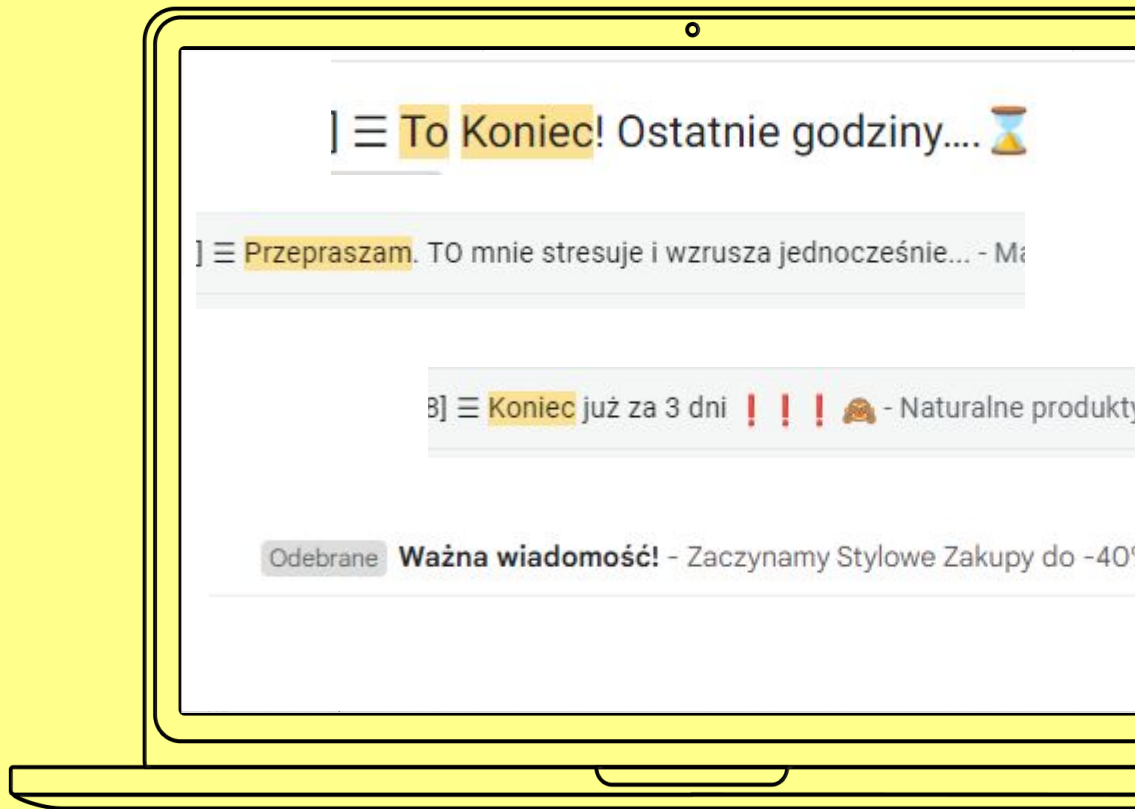 ] ☰ To Koniec! Ostatnie godziny....⌛
] ☰ Przepraszam. TO mnie stresuje i wzrusza jednocześnie... - Ma
8] ☰ Koniec już za 3 dni ❗❗❗🙈 - Naturalne produkty
Odebrane Ważna wiadomość! - Zaczynamy Stylowe Zakupy do -40%